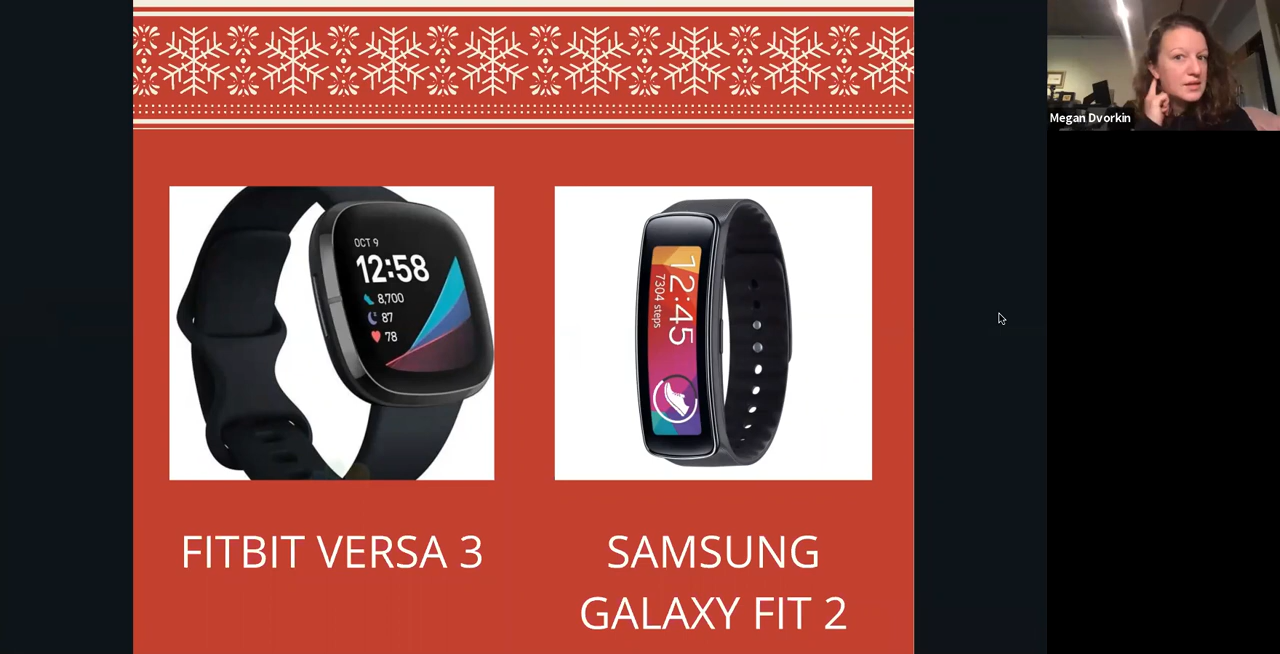 Megan Dvorkin
OCT 9
12:58
8,700
87
78
12:45
7304 steps
FITBIT VERSA 3
SAMSUNG
GALAXY FIT 2